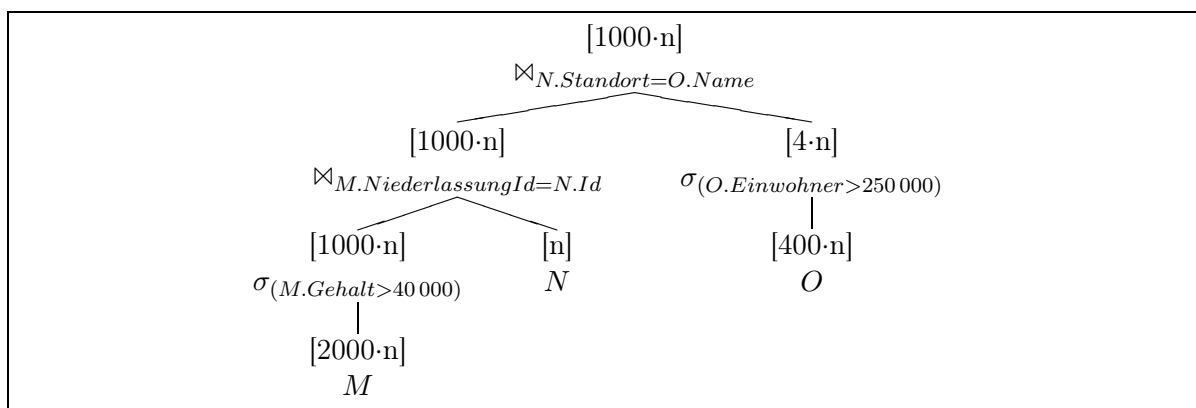 [1000·n]
⋈N.Standort=O.Name
[1000·n] [4·n]
⋈M.NiederlassungId=N.Id σ(O.Einwohner>250 000)
[1000·n] [n] [400·n]
σ(M.Gehalt>40 000) N O
[2000·n]
M